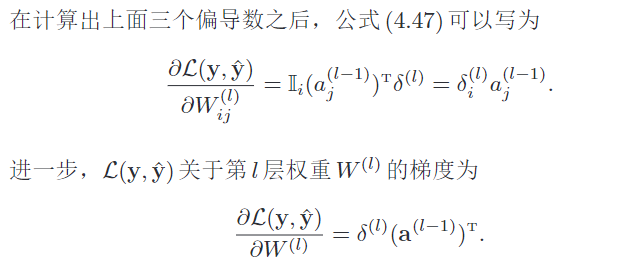 在计算出上面三个偏导数之后，公式 (4.47) 可以写为
∂ℒ(𝐲, 𝐲̂)/∂W_{ij}^{(l)} = 𝕀_i(a_j^{(l−1)})^T δ^{(l)} = δ_i^{(l)} a_j^{(l−1)}.
进一步，ℒ(𝐲, 𝐲̂) 关于第 l 层权重 W^{(l)} 的梯度为
∂ℒ(𝐲, 𝐲̂)/∂W^{(l)} = δ^{(l)} (𝐚^{(l−1)})^T.